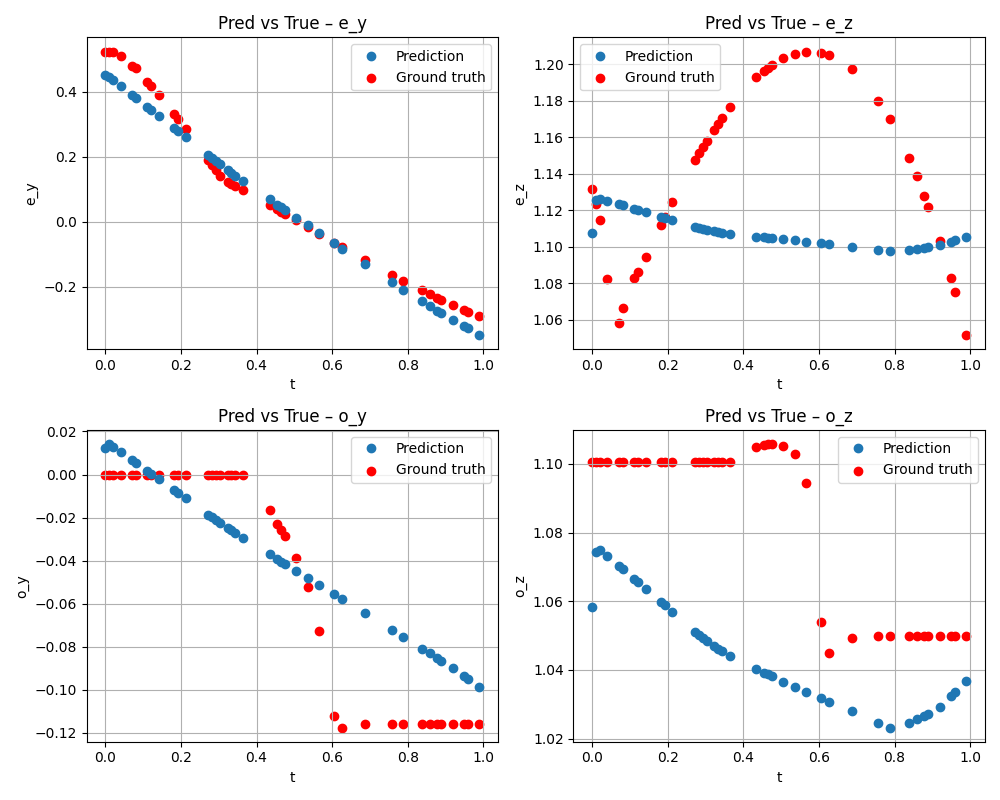 Pred vs True – e_y
Prediction
Ground truth
e_y
0.4
0.2
0.0
−0.2
0.0 0.2 0.4 0.6 0.8 1.0
t
Pred vs True – e_z
Prediction
Ground truth
e_z
1.20
1.18
1.16
1.14
1.12
1.10
1.08
1.06
0.0 0.2 0.4 0.6 0.8 1.0
t
Pred vs True – o_y
Prediction
Ground truth
o_y
0.02
0.00
−0.02
−0.04
−0.06
−0.08
−0.10
−0.12
0.0 0.2 0.4 0.6 0.8 1.0
t
Pred vs True – o_z
Prediction
Ground truth
o_z
1.10
1.08
1.06
1.04
1.02
0.0 0.2 0.4 0.6 0.8 1.0
t